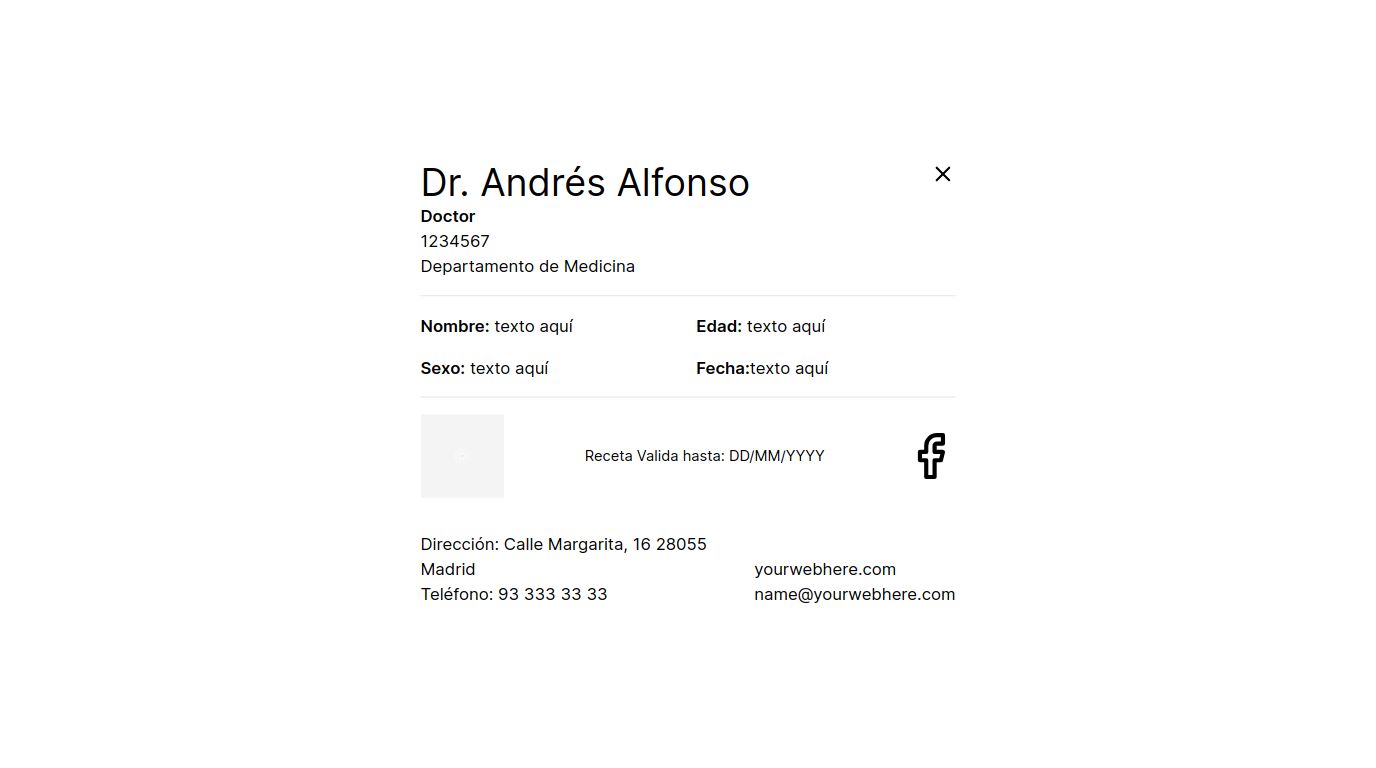 Dr. Andrés Alfonso
Doctor
1234567
Departamento de Medicina
Nombre: texto aquí
Edad: texto aquí
Sexo: texto aquí
Fecha:texto aquí
Receta Valida hasta: DD/MM/YYYY
Dirección: Calle Margarita, 16 28055
Madrid
Teléfono: 93 333 33 33
yourwebhere.com
name@yourwebhere.com